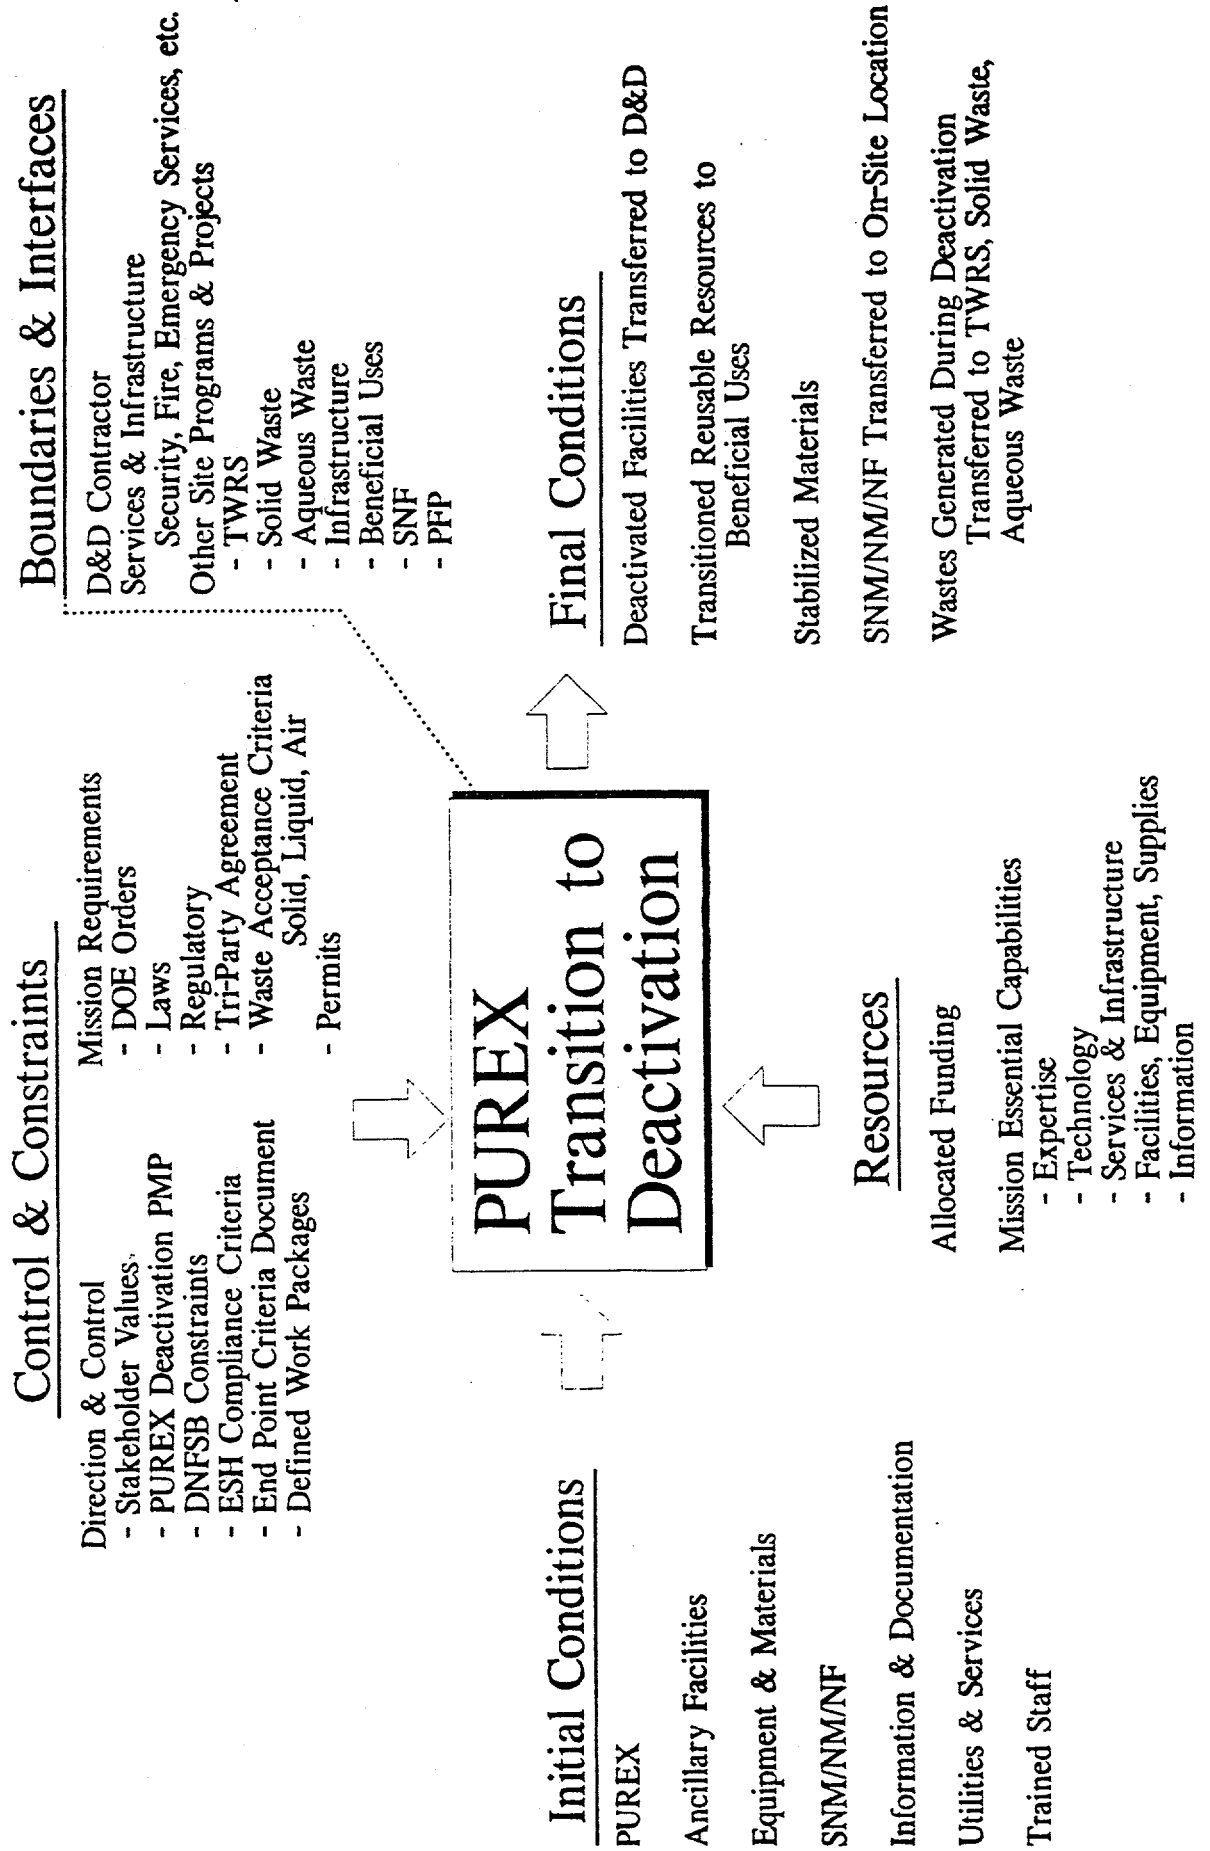 Control & Constraints
Direction & Control
- Stakeholder Values
- PUREX Deactivation PMP
- DNFSB Constraints
- ESH Compliance Criteria
- End Point Criteria Document
- Defined Work Packages
Mission Requirements
- DOE Orders
- Laws
- Regulatory
- Tri-Party Agreement
- Waste Acceptance Criteria
Solid, Liquid, Air
- Permits
Boundaries & Interfaces
D&D Contractor
Services & Infrastructure
Security, Fire, Emergency Services, etc.
Other Site Programs & Projects
- TWRS
- Solid Waste
- Aqueous Waste
- Infrastructure
- Beneficial Uses
- SNF
- PFP
Initial Conditions
PUREX
Ancillary Facilities
Equipment & Materials
SNM/NM/NF
Information & Documentation
Utilities & Services
Trained Staff
PUREX
Transition to
Deactivation
Final Conditions
Deactivated Facilities Transferred to D&D
Transitioned Reusable Resources to
Beneficial Uses
Stabilized Materials
SNM/NM/NF Transferred to On-Site Location
Wastes Generated During Deactivation
Transferred to TWRS, Solid Waste,
Aqueous Waste
Resources
Allocated Funding
Mission Essential Capabilities
- Expertise
- Technology
- Services & Infrastructure
- Facilities, Equipment, Supplies
- Information